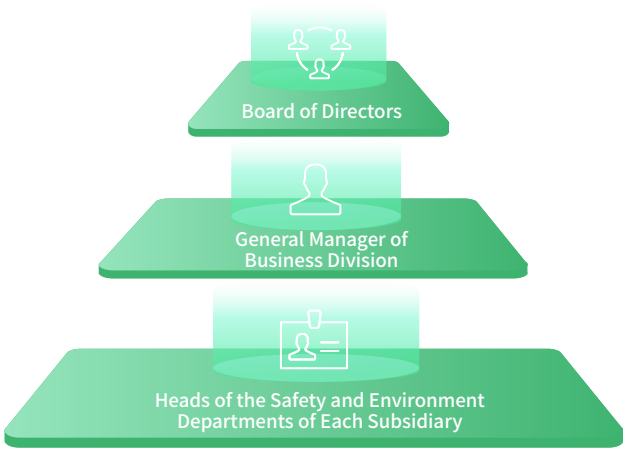 Board of Directors
General Manager of
Business Division
Heads of the Safety and Environment
Departments of Each Subsidiary